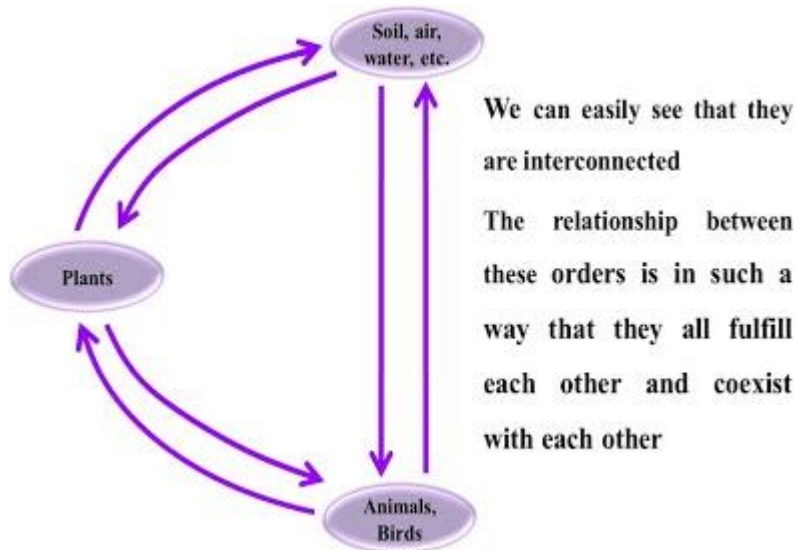 Soil, air,
water, etc.
Plants
Animals,
Birds
We can easily see that they
are interconnected
The relationship between
these orders is in such a
way that they all fulfill
each other and coexist
with each other